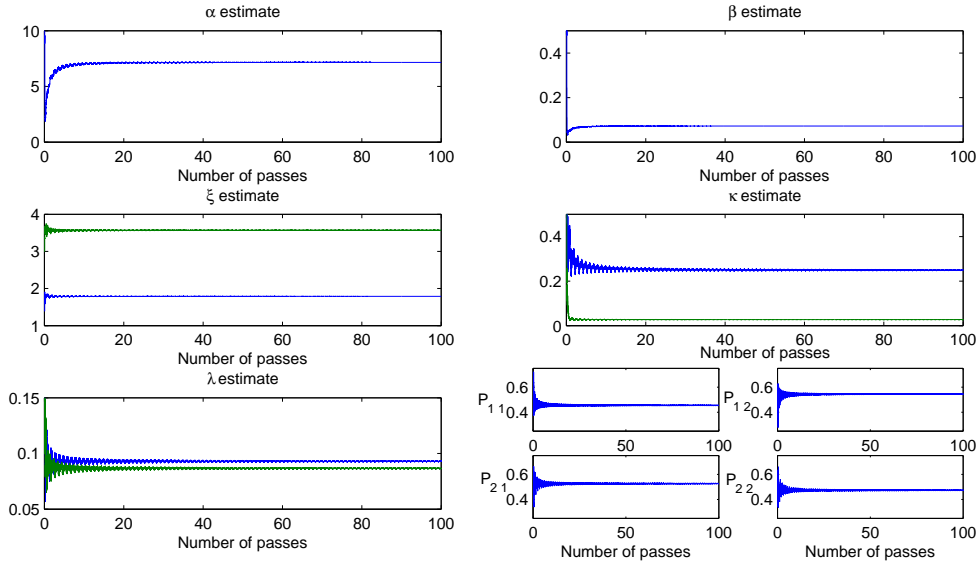 α estimate
10
5
0
0 20 40 60 80 100
Number of passes
β estimate
0.4
0.2
0
0 20 40 60 80 100
Number of passes
ξ estimate
4
3
2
1
0 20 40 60 80 100
Number of passes
κ estimate
0.4
0.2
0
0 20 40 60 80 100
Number of passes
λ estimate
0.15
0.1
0.05
0 20 40 60 80 100
Number of passes
P1 1
0.6
0.4
0 50 100
P1 2
0.6
0.4
0 50 100
P2 1
0.6
0.4
0 50 100
Number of passes
P2 2
0.6
0.4
0 50 100
Number of passes